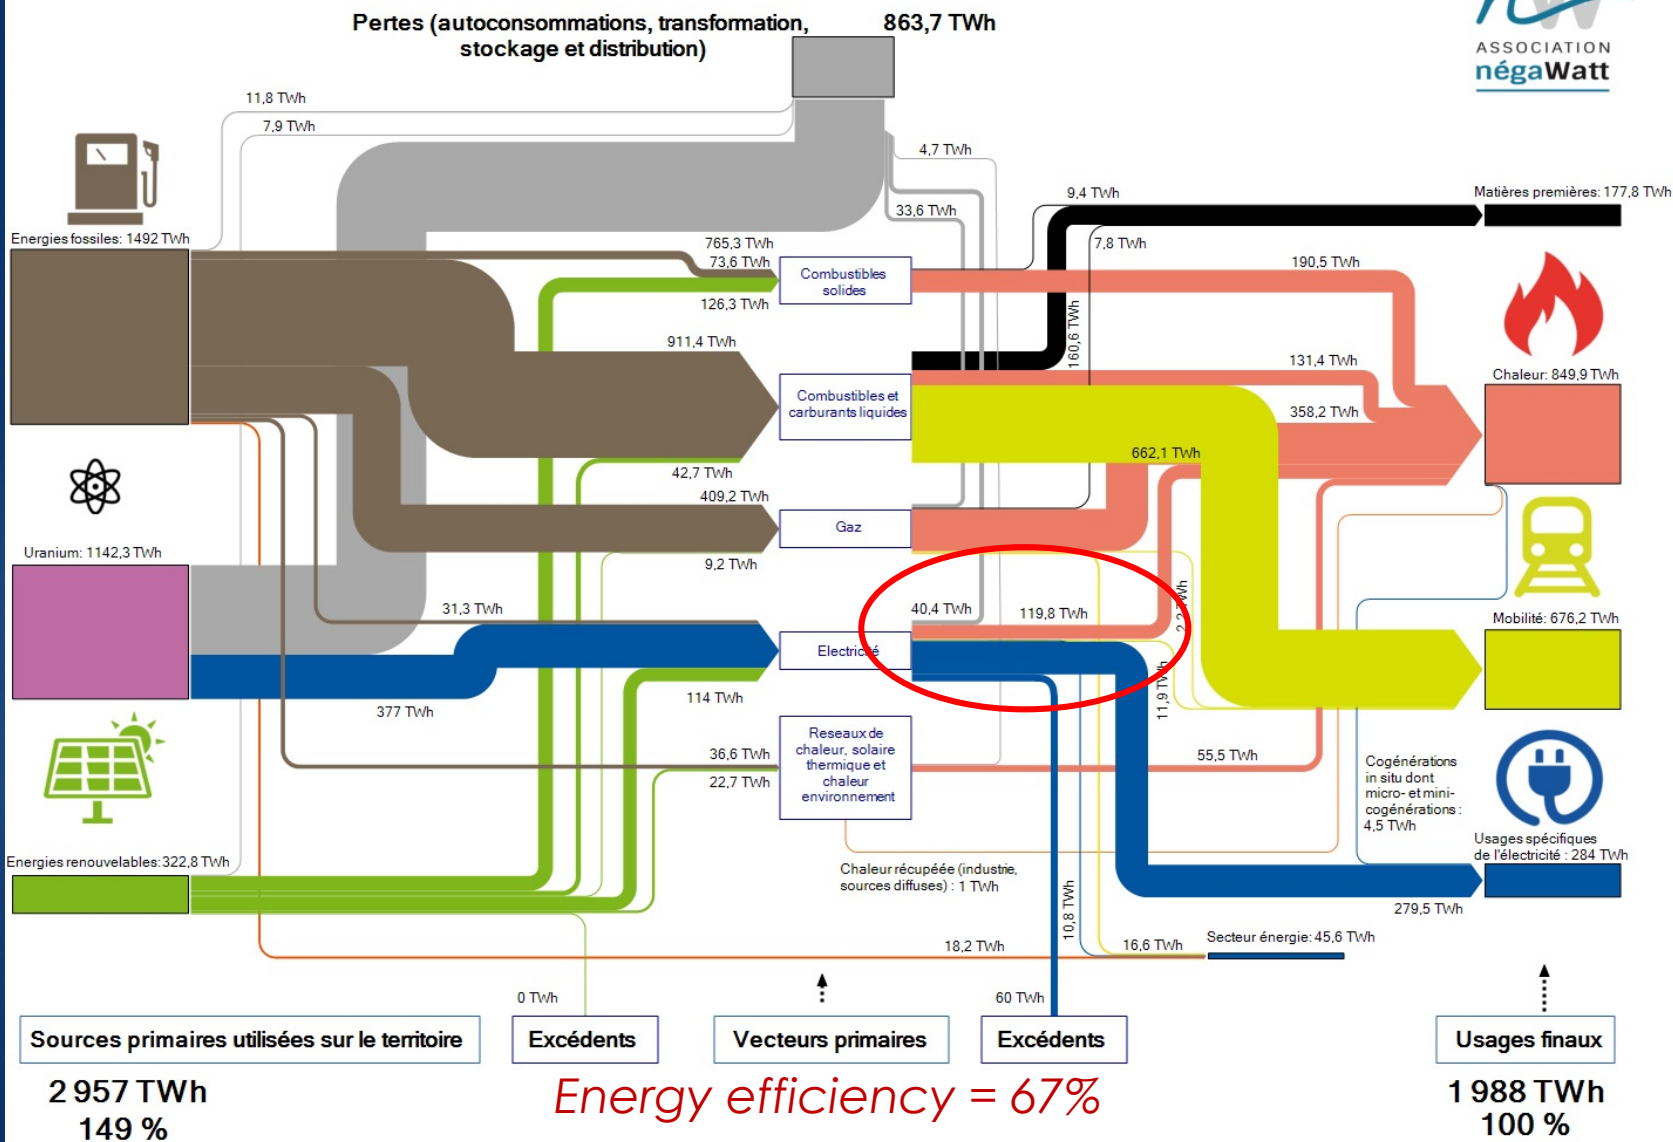 Pertes (autoconsommations, transformation,
stockage et distribution)
863,7 TWh
ASSOCIATION
négaWatt
11,8 TWh
7,9 TWh
4,7 TWh
33,6 TWh
9,4 TWh
Matières premières: 177,8 TWh
Energies fossiles: 1492 TWh
765,3 TWh
73,6 TWh
126,3 TWh
Combustibles
solides
7,8 TWh
190,5 TWh
160,6 TWh
911,4 TWh
131,4 TWh
Chaleur: 849,9 TWh
Combustibles et
carburants liquides
358,2 TWh
662,1 TWh
42,7 TWh
409,2 TWh
Gaz
9,2 TWh
Uranium: 1142,3 TWh
31,3 TWh
40,4 TWh
119,8 TWh
2,2 TWh
Mobilité: 676,2 TWh
Electricité
377 TWh
114 TWh
11,9 TWh
36,6 TWh
22,7 TWh
Reseaux de
chaleur, solaire
thermique et
chaleur
environnement
55,5 TWh
Cogénérations
in situ dont
micro- et mini-
cogénérations :
4,5 TWh
Usages spécifiques
de l'électricité : 284 TWh
Energies renouvelables:322,8 TWh
Chaleur récupéée (industrie,
sources diffuses) : 1 TWh
279,5 TWh
10,8 TWh
18,2 TWh
16,6 TWh
Secteur énergie: 45,6 TWh
0 TWh
60 TWh
Sources primaires utilisées sur le territoire
Excédents
Vecteurs primaires
Excédents
Usages finaux
2 957 TWh
149 %
Energy efficiency = 67%
1 988 TWh
100 %